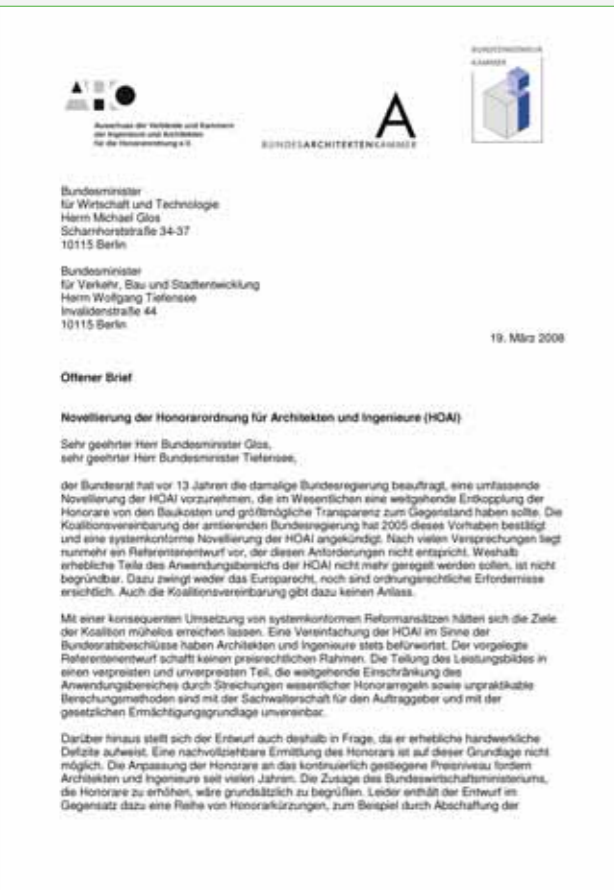 BUNDESINGENIEUR
KAMMER
Ausschuss der Verbände und Kammern
der Ingenieure und Architekten
für die Honorarordnung e.V.
A
BUNDESARCHITEKTENKAMMER
Bundesminister
für Wirtschaft und Technologie
Herrn Michael Glos
Scharnhorststraße 34-37
10115 Berlin
Bundesminister
für Verkehr, Bau und Stadtentwicklung
Herrn Wolfgang Tiefensee
Invalidenstraße 44
10115 Berlin
19. März 2008
Offener Brief
Novellierung der Honorarordnung für Architekten und Ingenieure (HOAI)
Sehr geehrter Herr Bundesminister Glos,
sehr geehrter Herr Bundesminister Tiefensee,
der Bundesrat hat vor 13 Jahren die damalige Bundesregierung beauftragt, eine umfassende
Novellierung der HOAI vorzunehmen, die im Wesentlichen eine weitgehende Entkopplung der
Honorare von den Baukosten und größtmögliche Transparenz zum Gegenstand haben sollte. Die
Koalitionsvereinbarung der amtierenden Bundesregierung hat 2005 dieses Vorhaben bestätigt
und eine systemkonforme Novellierung der HOAI angekündigt. Nach vielen Versprechungen liegt
nunmehr ein Referentenentwurf vor, der diesen Anforderungen nicht entspricht. Weshalb
erhebliche Teile des Anwendungsbereichs der HOAI nicht mehr geregelt werden sollen, ist nicht
begründbar. Dazu zwingt weder das Europarecht, noch sind ordnungsrechtliche Erfordernisse
ersichtlich. Auch die Koalitionsvereinbarung gibt dazu keinen Anlass.
Mit einer konsequenten Umsetzung von systemkonformen Reformansätzen hätten sich die Ziele
der Koalition mühelos erreichen lassen. Eine Vereinfachung der HOAI im Sinne der
Bundesratsbeschlüsse haben Architekten und Ingenieure stets befürwortet. Der vorgelegte
Referentenentwurf schafft keinen preisrechtlichen Rahmen. Die Teilung des Leistungsbildes in
einen verpreisten und unverpreisten Teil, die weitgehende Einschränkung des
Anwendungsbereiches durch Streichungen wesentlicher Honorarregeln sowie unpraktikable
Berechungsmethoden sind mit der Sachwalterschaft für den Auftraggeber und mit der
gesetzlichen Ermächtigungsgrundlage unvereinbar.
Darüber hinaus stellt sich der Entwurf auch deshalb in Frage, da er erhebliche handwerkliche
Defizite aufweist. Eine nachvollziehbare Ermittlung des Honorars ist auf dieser Grundlage nicht
möglich. Die Anpassung der Honorare an das kontinuierlich gestiegene Preisniveau fordern
Architekten und Ingenieure seit vielen Jahren. Die Zusage des Bundeswirtschaftsministeriums,
die Honorare zu erhöhen, wäre grundsätzlich zu begrüßen. Leider enthält der Entwurf im
Gegensatz dazu eine Reihe von Honorarkürzungen, zum Beispiel durch Abschaffung der